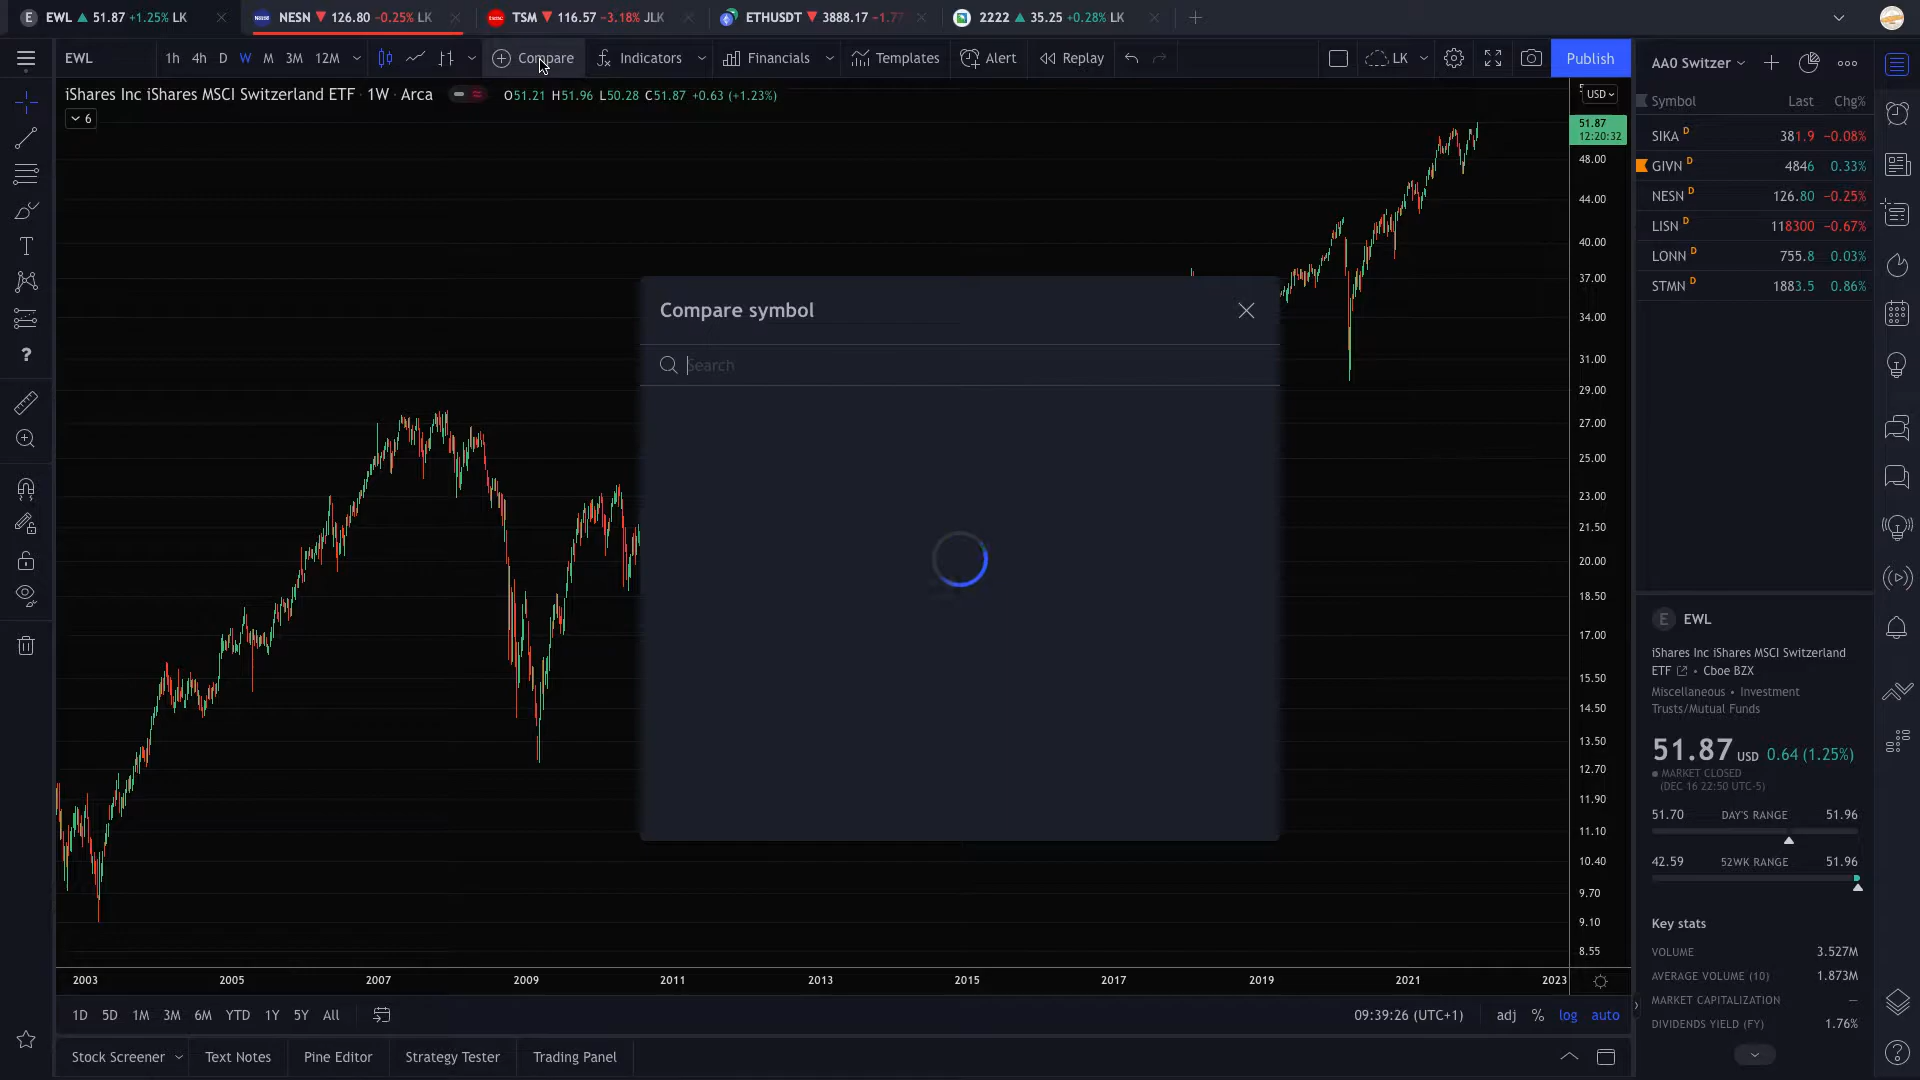 EWL 51.87 +1.25% LK
NESN 126.80 −0.25% LK
TSM 116.57 −3.18% JLK
ETHUSDT 3888.17
2222 35.25 +0.28% LK
EWL 1h 4h D W M 3M 12M Compare Indicators Financials Templates Alert Replay LK Publish
iShares Inc iShares MSCI Switzerland ETF · 1W · Arca O51.21 H51.96 L50.28 C51.87 +0.63 (+1.23%)
6
USD
51.87
12:20:32
48.00
44.00
40.00
37.00
34.00
31.00
29.00
27.00
25.00
23.00
21.50
20.00
18.50
17.00
15.50
14.50
13.50
12.70
11.90
11.10
10.40
9.70
9.10
8.55
Compare symbol
Search
2003 2005 2007 2009 2011 2013 2015 2017 2019 2021 2023
1D 5D 1M 3M 6M YTD 1Y 5Y All 09:39:26 (UTC+1) adj % log auto
Stock Screener Text Notes Pine Editor Strategy Tester Trading Panel
AA0 Switzer
Symbol Last Chg%
SIKA D 381.9 −0.08%
GIVN D 4846 0.33%
NESN D 126.80 −0.25%
LISN D 118300 −0.67%
LONN D 755.8 0.03%
STMN D 1883.5 0.86%
E EWL
iShares Inc iShares MSCI Switzerland
ETF • Cboe BZX
Miscellaneous • Investment
Trusts/Mutual Funds
51.87 USD 0.64 (1.25%)
MARKET CLOSED
(DEC 16 22:50 UTC-5)
51.70 DAY'S RANGE 51.96
42.59 52WK RANGE 51.96
Key stats
VOLUME 3.527M
AVERAGE VOLUME (10) 1.873M
MARKET CAPITALIZATION —
DIVIDENDS YIELD (FY) 1.76%